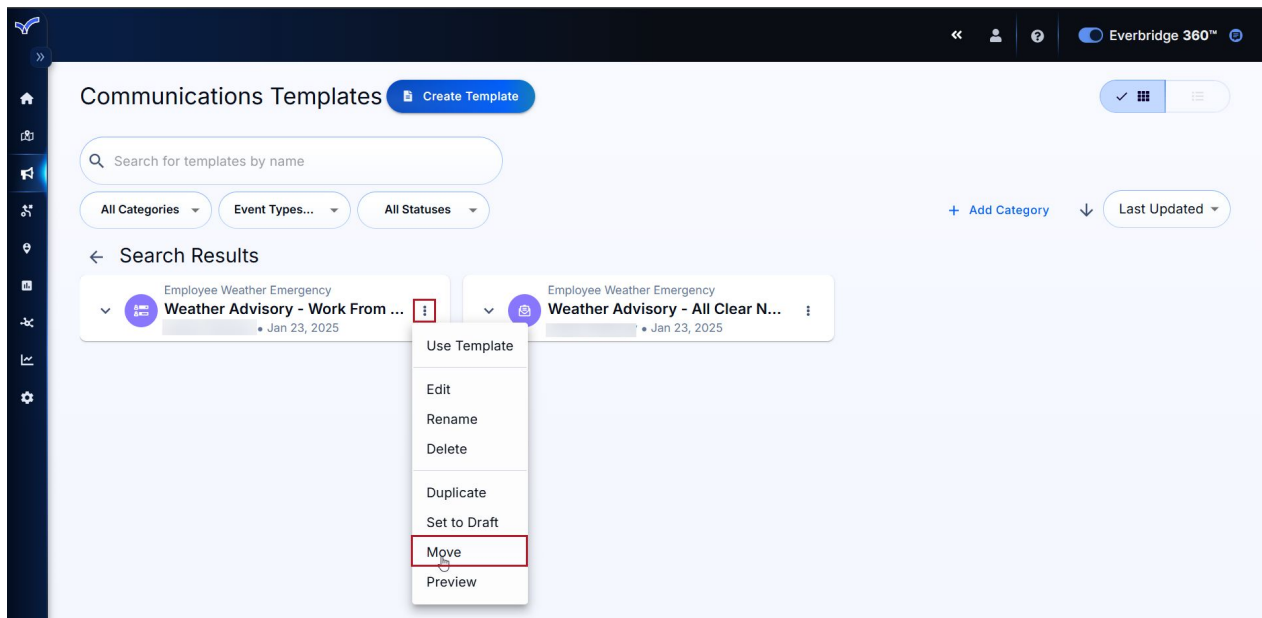 Everbridge 360™
Communications Templates
Create Template
Search for templates by name
All Categories
Event Types...
All Statuses
+ Add Category
Last Updated
Search Results
Employee Weather Emergency
Weather Advisory - Work From ...
• Jan 23, 2025
Employee Weather Emergency
Weather Advisory - All Clear N...
• Jan 23, 2025
Use Template
Edit
Rename
Delete
Duplicate
Set to Draft
Move
Preview